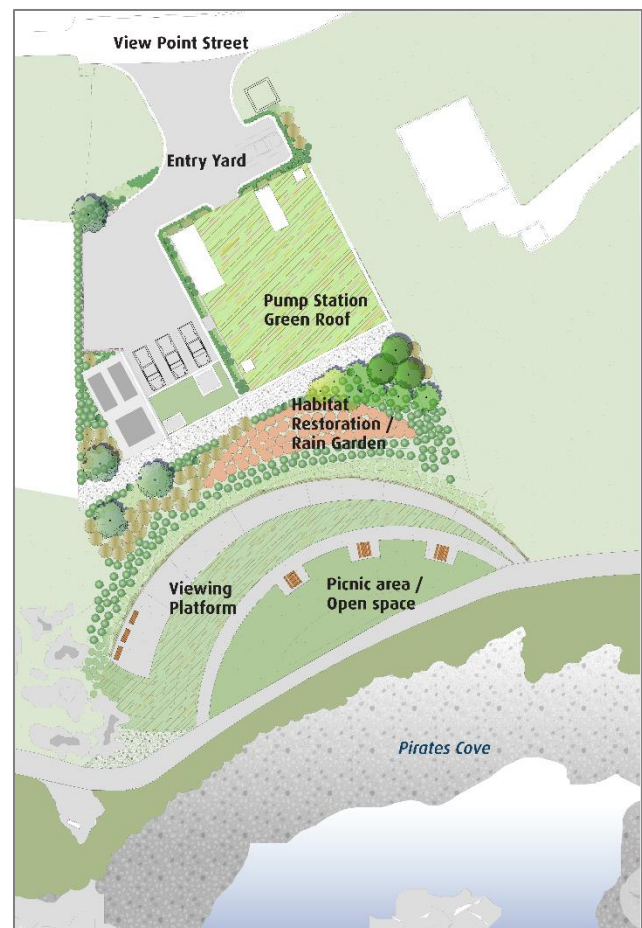 View Point Street
Entry Yard
Pump Station
Green Roof
Habitat
Restoration /
Rain Garden
Viewing
Platform
Picnic area /
Open space
Pirates Cove